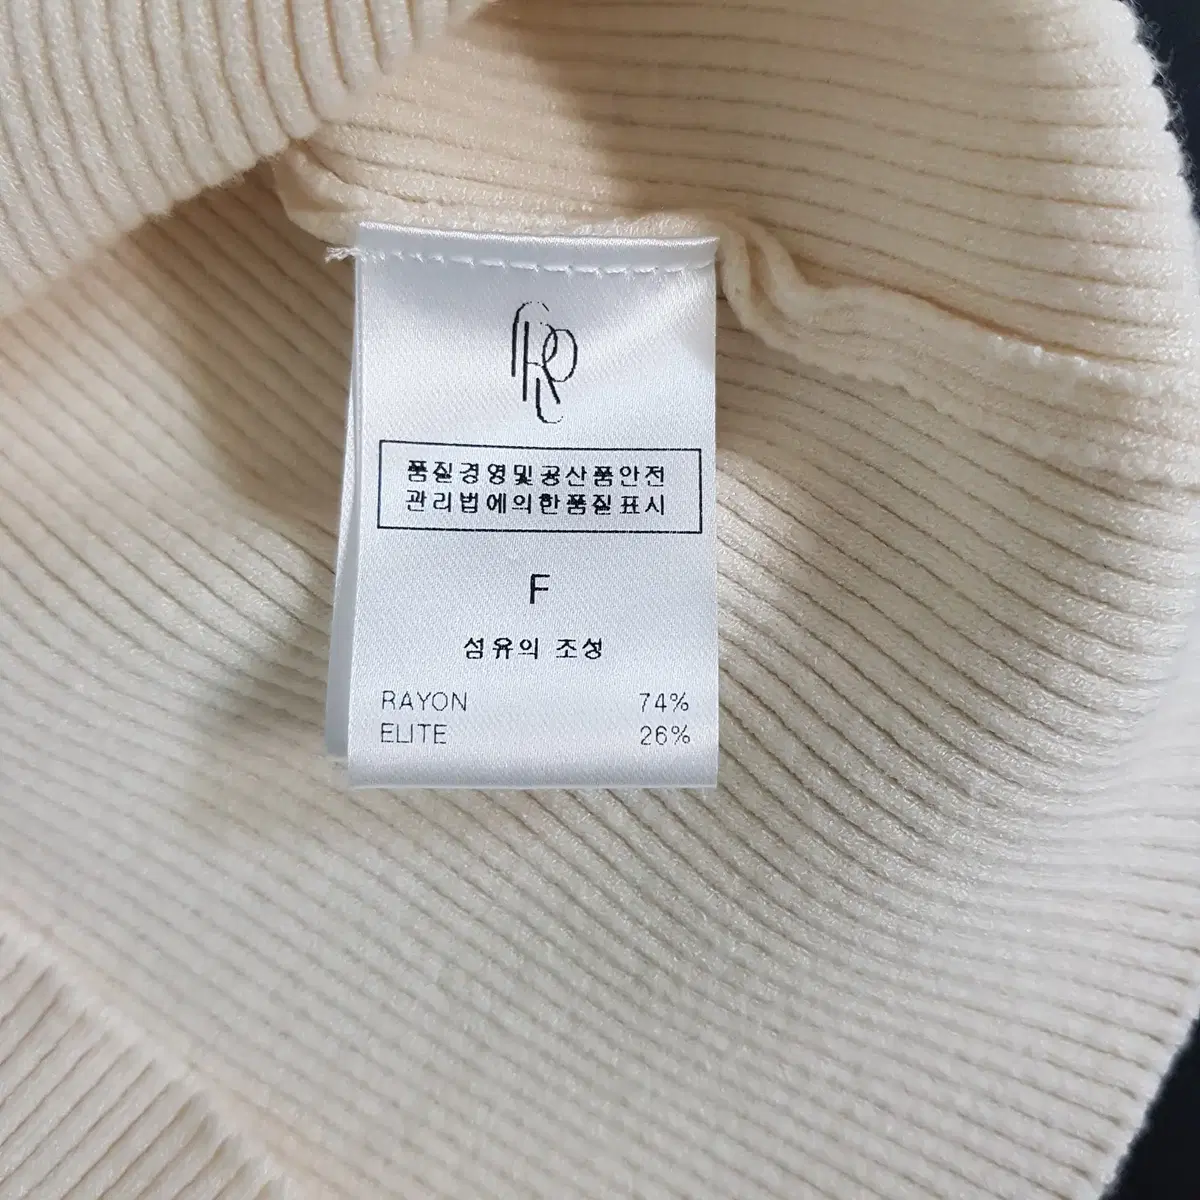 품질경영및공산품안전
관리법에의한품질표시
F
섬유의 조성
RAYON 74%
ELITE 26%